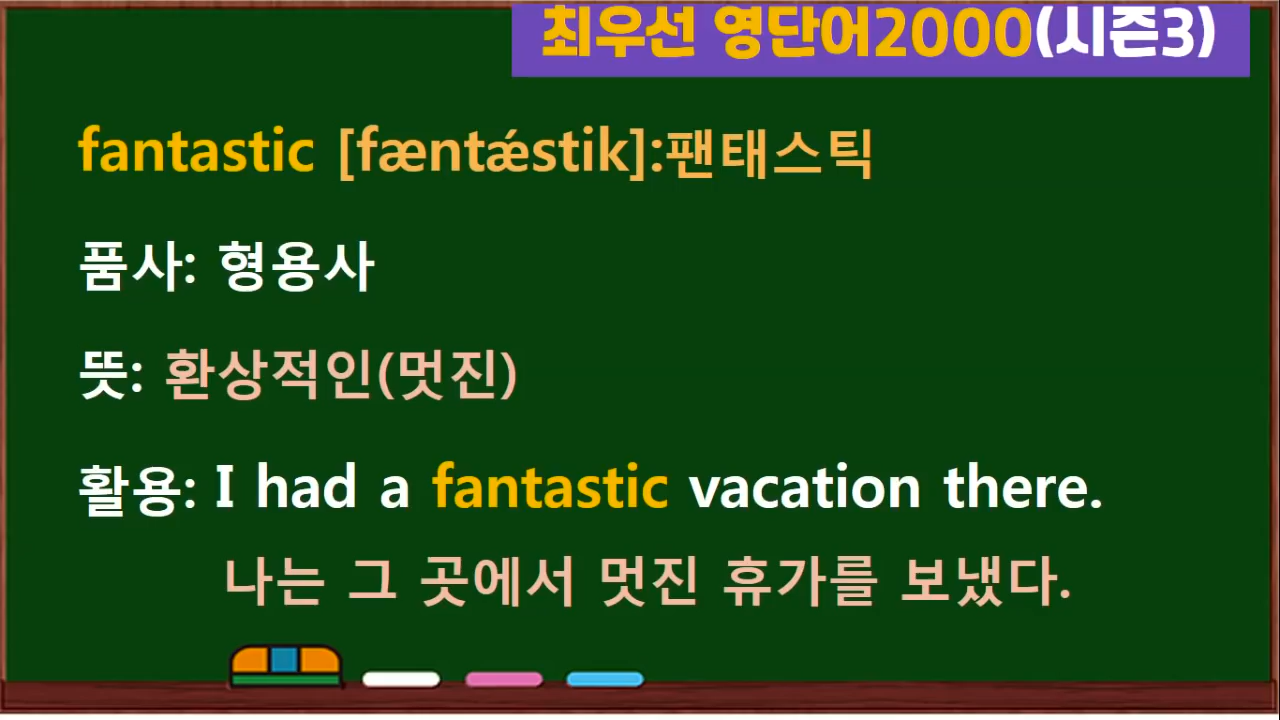 최우선 영단어2000(시즌3)
fantastic [fæntǽstik]:팬태스틱
품사: 형용사
뜻: 환상적인(멋진)
활용: I had a fantastic vacation there.
나는 그 곳에서 멋진 휴가를 보냈다.